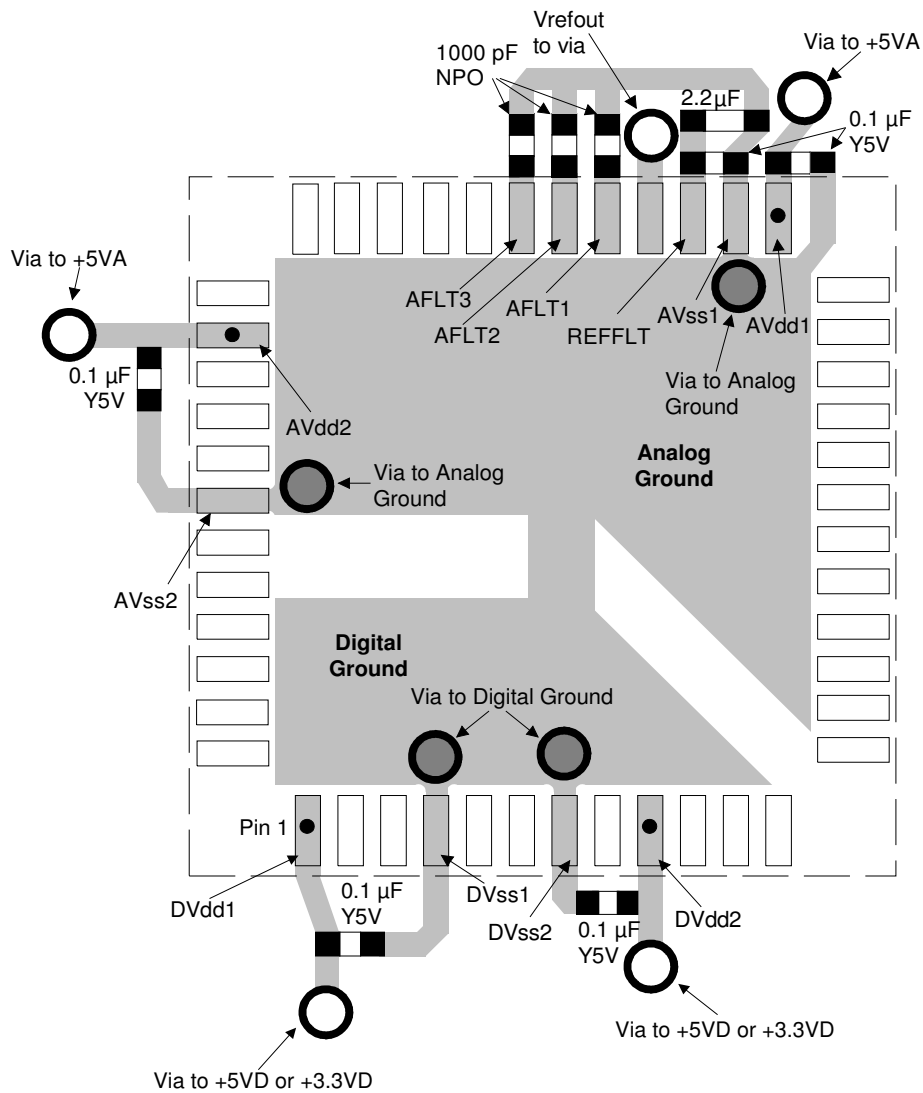 Vrefout
to via
Via to +5VA
1000 pF
NPO
2.2 µF
0.1 µF
Y5V
Via to +5VA
AFLT3
AFLT2
AFLT1
REFFLT
AVss1
AVdd1
0.1 µF
Y5V
AVdd2
Via to Analog
Ground
Analog
Ground
Via to Analog
Ground
AVss2
Digital
Ground
Via to Digital Ground
Pin 1
DVdd1
0.1 µF
Y5V
DVss1
DVss2
0.1 µF
Y5V
DVdd2
Via to +5VD or +3.3VD
Via to +5VD or +3.3VD